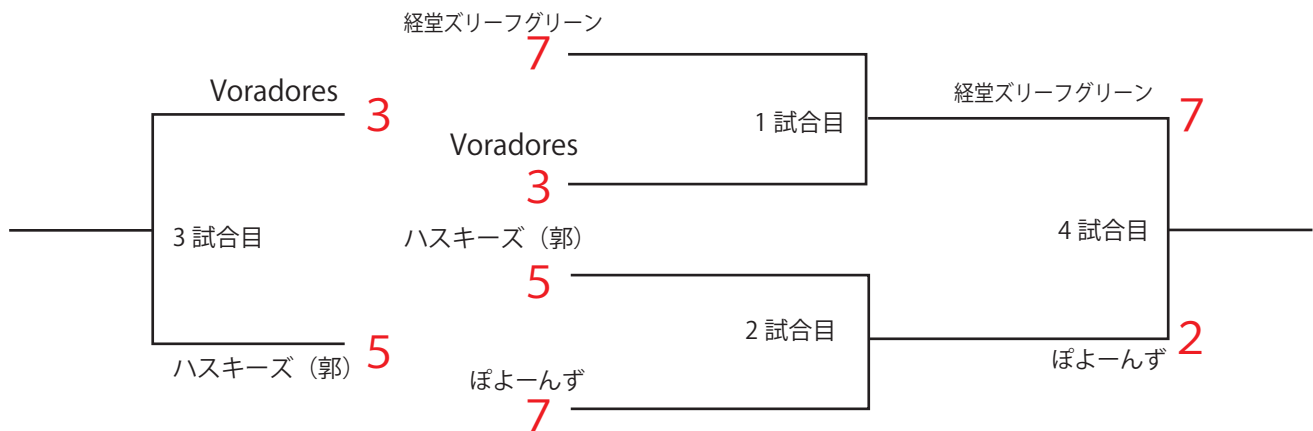 経堂ズリーフグリーン
7
Voradores
3
1 試合目
経堂ズリーフグリーン
7
Voradores
3
3 試合目
ハスキーズ（郭）
5
4 試合目
2 試合目
ハスキーズ（郭）
5
ぽよーんず
2
ぽよーんず
7